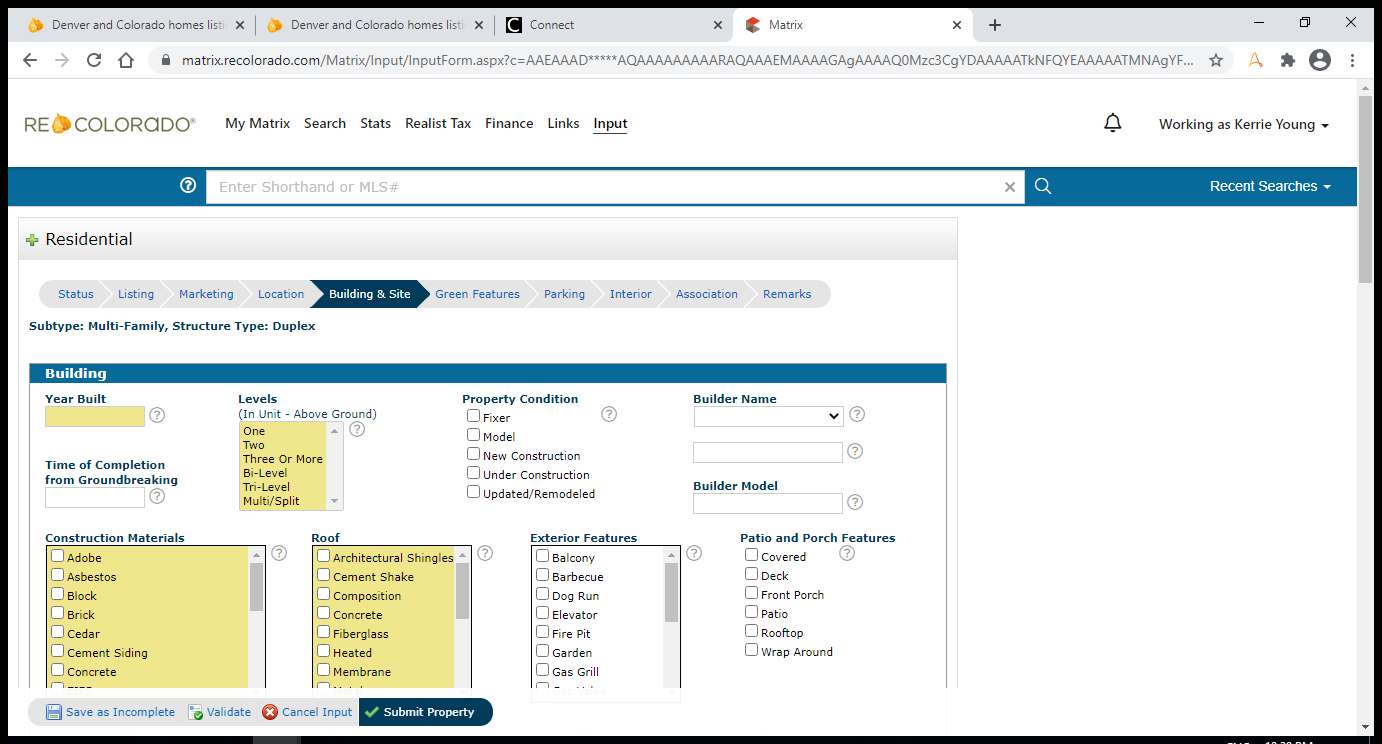 Denver and Colorado homes listi
Denver and Colorado homes listi
Connect
Matrix
matrix.recolorado.com/Matrix/Input/InputForm.aspx?c=AAEAAAD*****AQAAAAAAAAARAQAAAEMAAAAGAgAAAAQ0Mzc3CgYDAAAAATkNFQYEAAAAATMNAgYF...
RECOLORADO®
My Matrix Search Stats Realist Tax Finance Links Input
Working as Kerrie Young
Enter Shorthand or MLS#
Recent Searches
Residential
Status Listing Marketing Location Building & Site Green Features Parking Interior Association Remarks
Subtype: Multi-Family, Structure Type: Duplex
Building
Year Built
Time of Completion
from Groundbreaking
Levels
(In Unit - Above Ground)
One
Two
Three Or More
Bi-Level
Tri-Level
Multi/Split
Property Condition
Fixer
Model
New Construction
Under Construction
Updated/Remodeled
Builder Name
Builder Model
Construction Materials
Adobe
Asbestos
Block
Brick
Cedar
Cement Siding
Concrete
Roof
Architectural Shingles
Cement Shake
Composition
Concrete
Fiberglass
Heated
Membrane
Exterior Features
Balcony
Barbecue
Dog Run
Elevator
Fire Pit
Garden
Gas Grill
Gas Valve
Patio and Porch Features
Covered
Deck
Front Porch
Patio
Rooftop
Wrap Around
Save as Incomplete Validate Cancel Input Submit Property